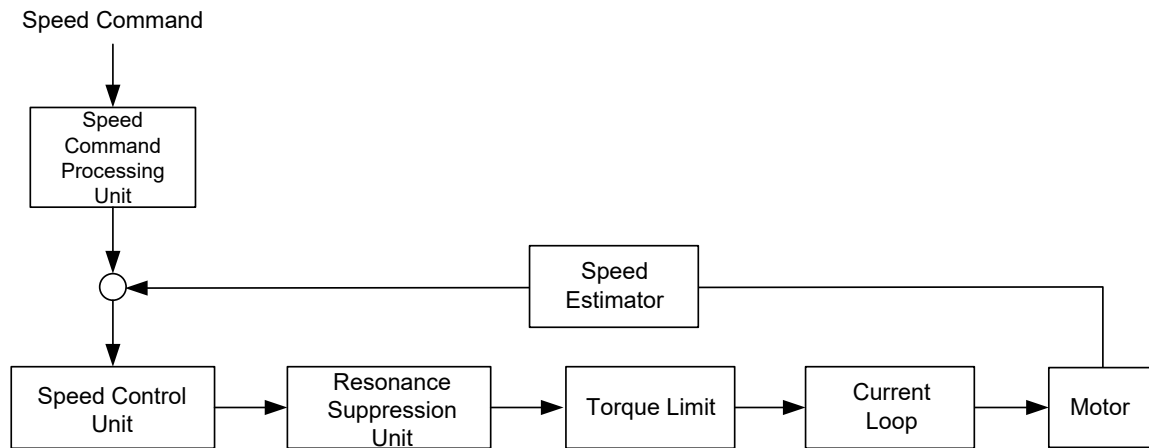 Speed Command
Speed
Command
Processing
Unit
Speed
Estimator
Speed Control
Unit
Resonance
Suppression
Unit
Torque Limit
Current
Loop
Motor